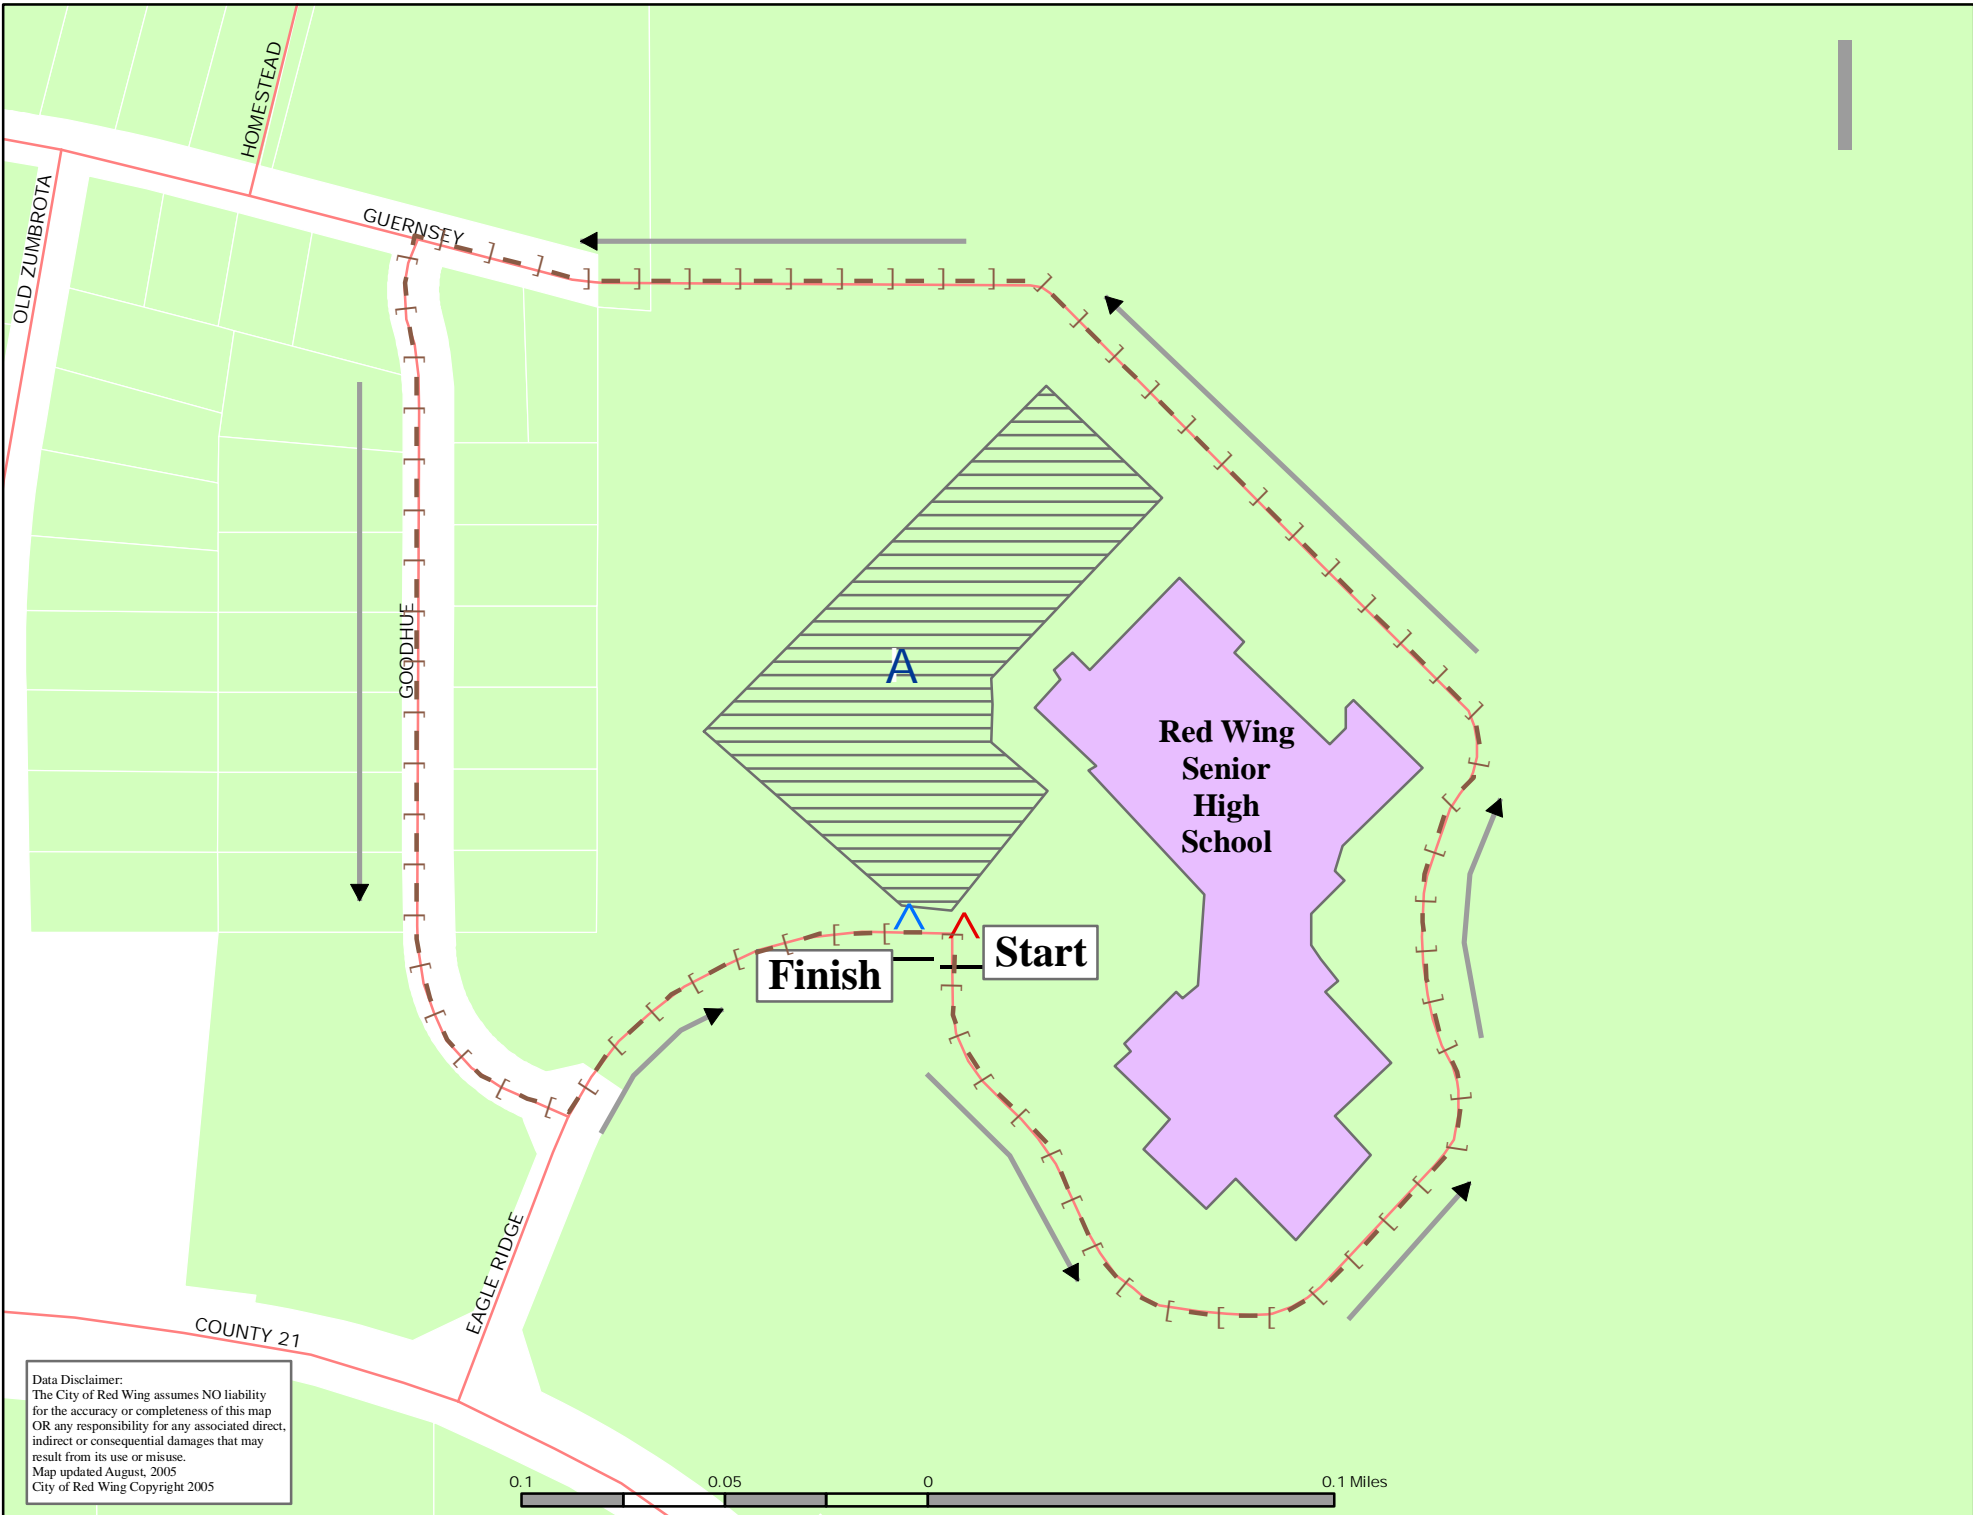 HOMESTEAD
OLD ZUMBROTA
GUERNSEY
GOODHUE
A
Red Wing
Senior
High
School
Start
Finish
EAGLE RIDGE
COUNTY 21
Data Disclaimer:
The City of Red Wing assumes NO liability
for the accuracy or completeness of this map
OR any responsibility for any associated direct,
indirect or consequential damages that may
result from its use or misuse.
Map updated August, 2005
City of Red Wing Copyright 2005
0.1 0.05 0 0.1 Miles